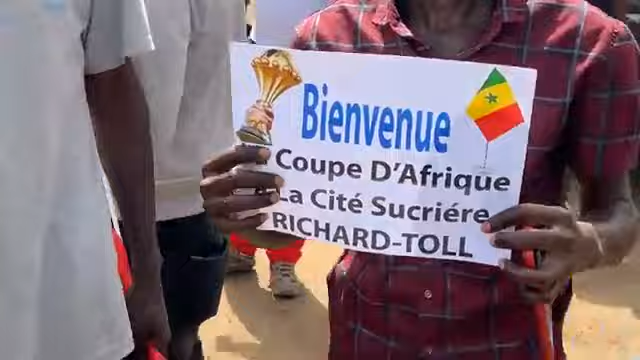 Bienvenue
Coupe D'Afrique
La Cité Sucriére
RICHARD-TOLL